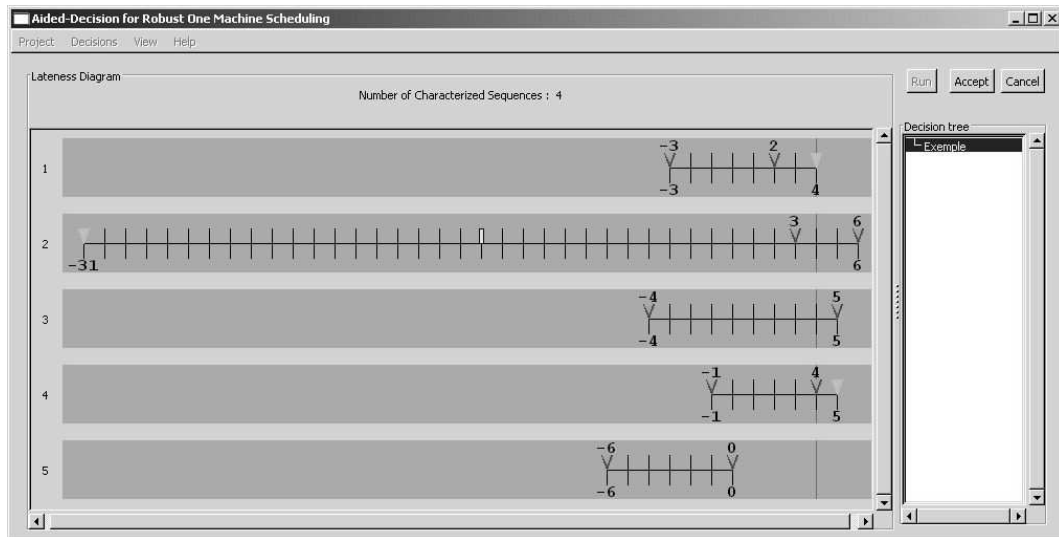 Aided-Decision for Robust One Machine Scheduling
Project Decisions View Help
Lateness Diagram
Number of Characterized Sequences : 4
Run Accept Cancel
Decision tree
Exemple
-3 2
1
-3 4
3 6
2
-31 6
-4 5
3
-4 5
-1 4
4
-1 5
-6 0
5
-6 0